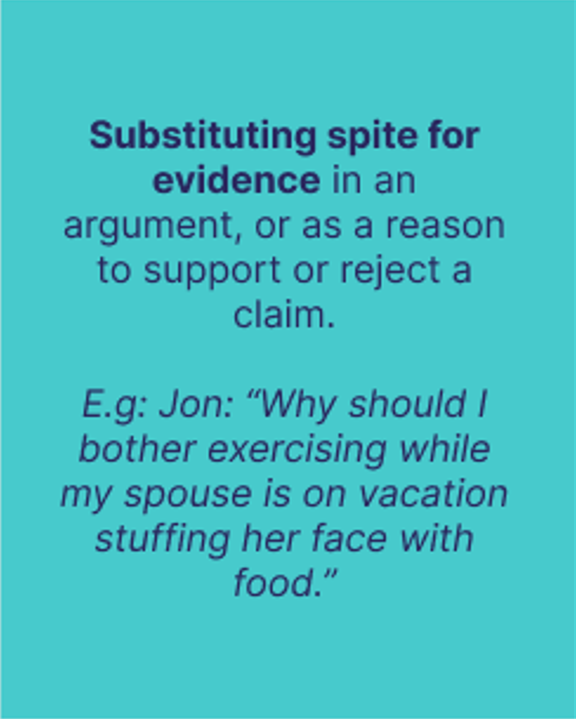 Substituting spite for
evidence in an
argument, or as a reason
to support or reject a
claim.
E.g: Jon: “Why should I
bother exercising while
my spouse is on vacation
stuffing her face with
food.”